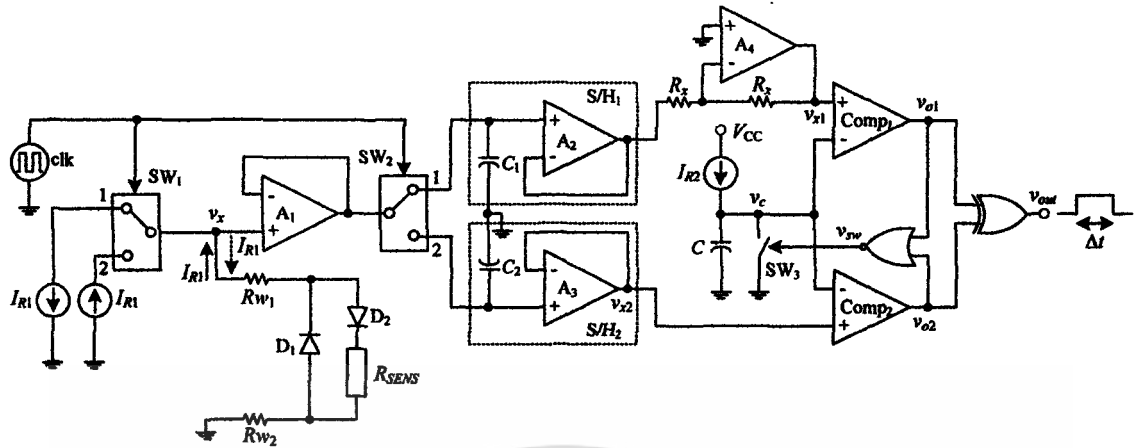 clk
SW1
1
2
IR1
IR1
vx
IR1
IR1
A1
Rw1
D1
D2
RSENS
Rw2
SW2
1
2
S/H1
C1
A2
C2
A3
vx2
S/H2
Rx
Rx
A4
vx1
VCC
IR2
vc
C
SW3
vsw
Comp1
vo1
Comp2
vo2
vout
Δt